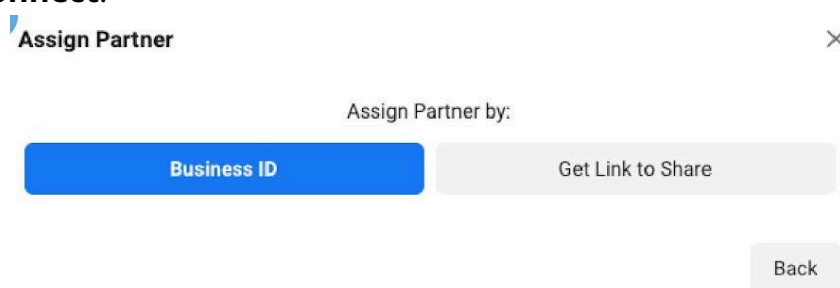 Assign Partner
Assign Partner by:
Business ID
Get Link to Share
Back